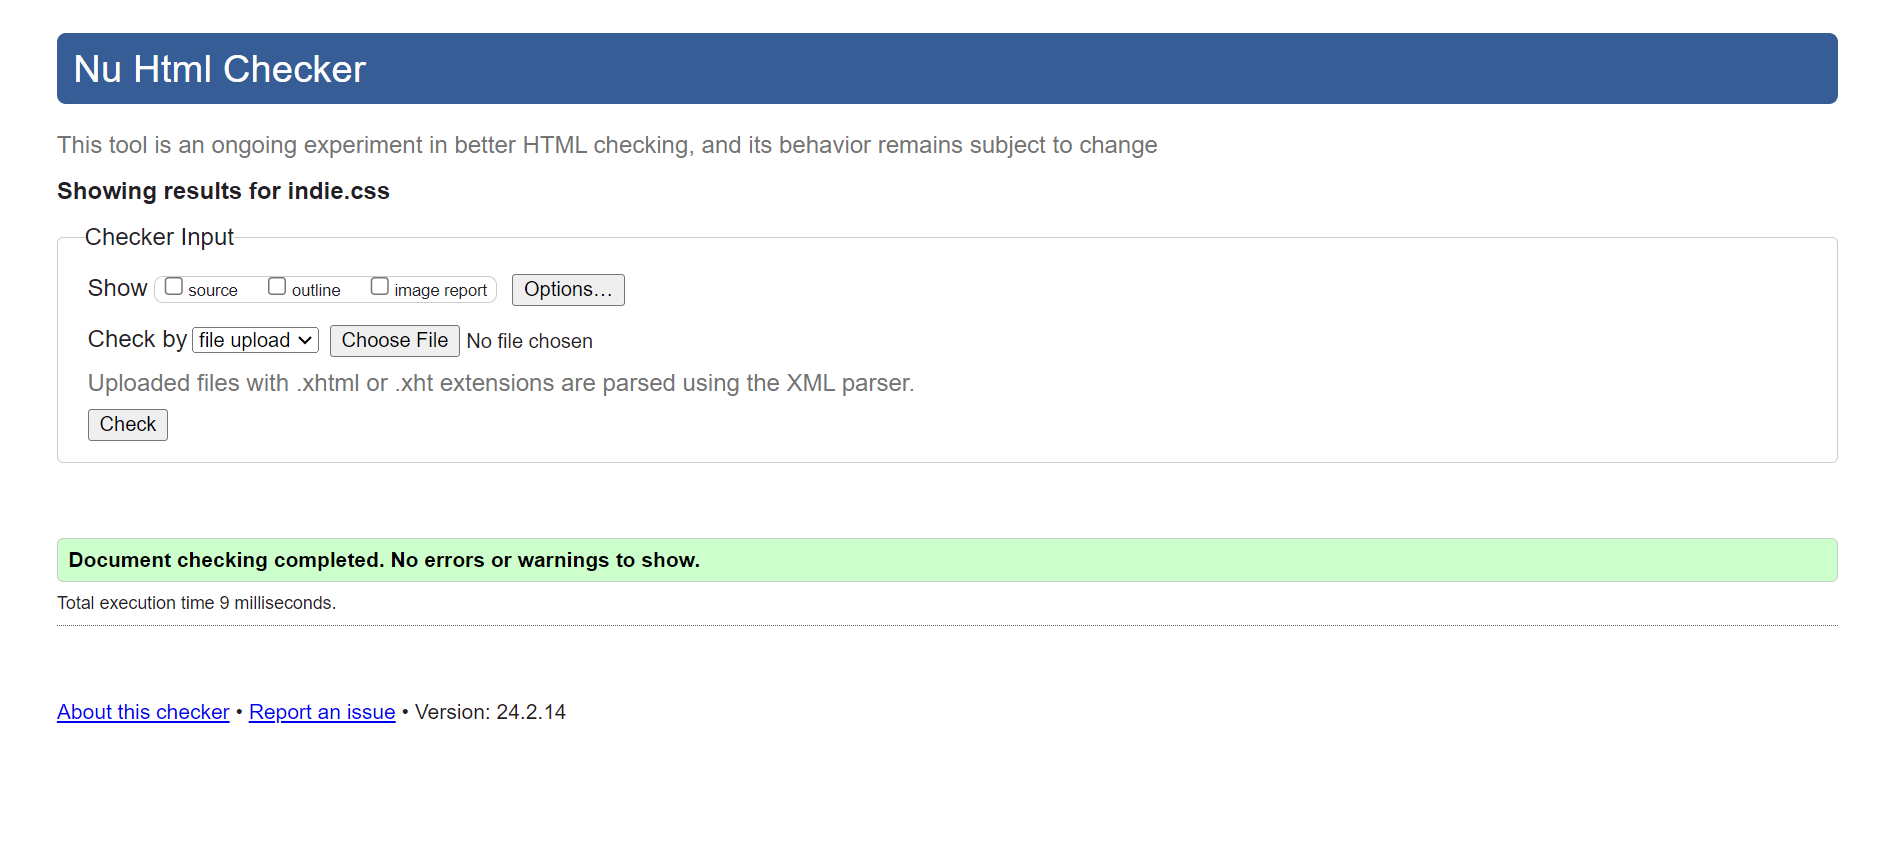 Nu Html Checker
This tool is an ongoing experiment in better HTML checking, and its behavior remains subject to change
Showing results for indie.css
Checker Input
Show source outline image report Options…
Check by file upload Choose File No file chosen
Uploaded files with .xhtml or .xht extensions are parsed using the XML parser.
Check
Document checking completed. No errors or warnings to show.
Total execution time 9 milliseconds.
About this checker • Report an issue • Version: 24.2.14